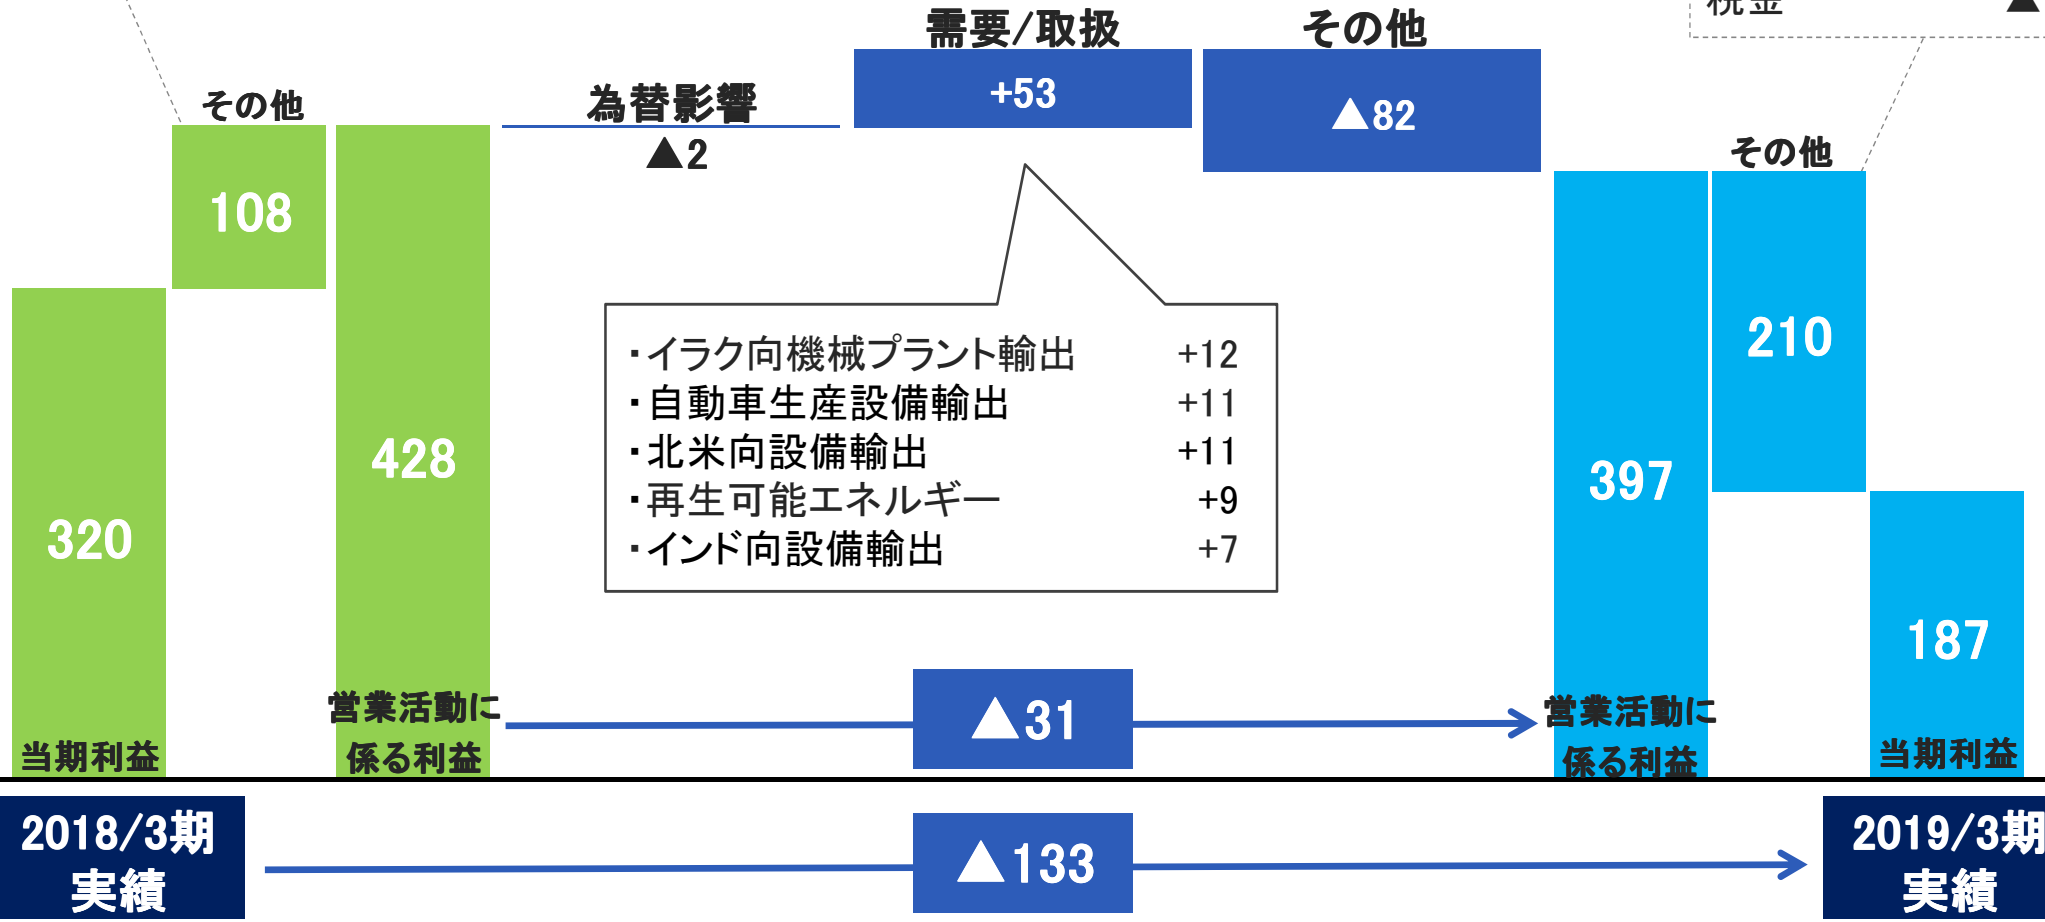 税金 ▲
需要/取扱
その他
+53
▲82
その他
為替影響
▲2
108
その他
428
320
・イラク向機械プラント輸出 +12
・自動車生産設備輸出 +11
・北米向設備輸出 +11
・再生可能エネルギー +9
・インド向設備輸出 +7
210
397
187
当期利益
営業活動に
係る利益
▲31
営業活動に
係る利益
当期利益
2018/3期
実績
▲133
2019/3期
実績